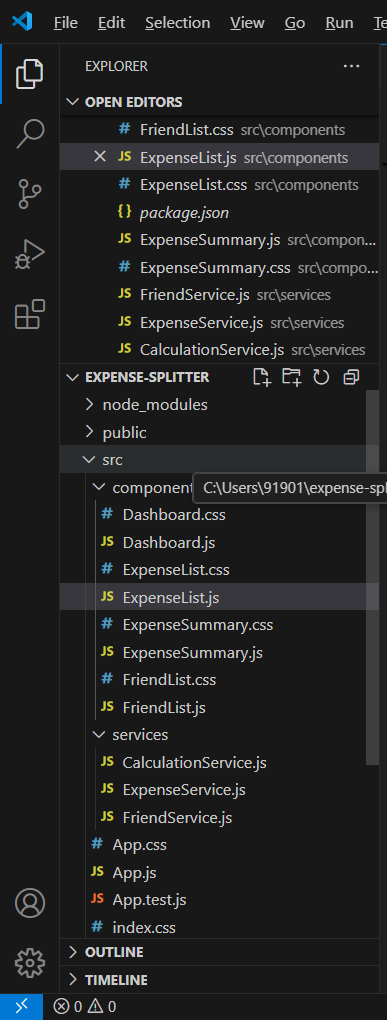 File Edit Selection View Go Run Te
EXPLORER ...
OPEN EDITORS
# FriendList.css src\components
JS ExpenseList.js src\components
# ExpenseList.css src\components
{ } package.json
JS ExpenseSummary.js src\compon...
# ExpenseSummary.css src\compo...
JS FriendService.js src\services
JS ExpenseService.js src\services
JS CalculationService.js src\services
EXPENSE-SPLITTER
node_modules
public
src
component C:\Users\91901\expense-spl
# Dashboard.css
JS Dashboard.js
# ExpenseList.css
JS ExpenseList.js
# ExpenseSummary.css
JS ExpenseSummary.js
# FriendList.css
JS FriendList.js
services
JS CalculationService.js
JS ExpenseService.js
JS FriendService.js
# App.css
JS App.js
JS App.test.js
# index.css
OUTLINE
TIMELINE
0 0